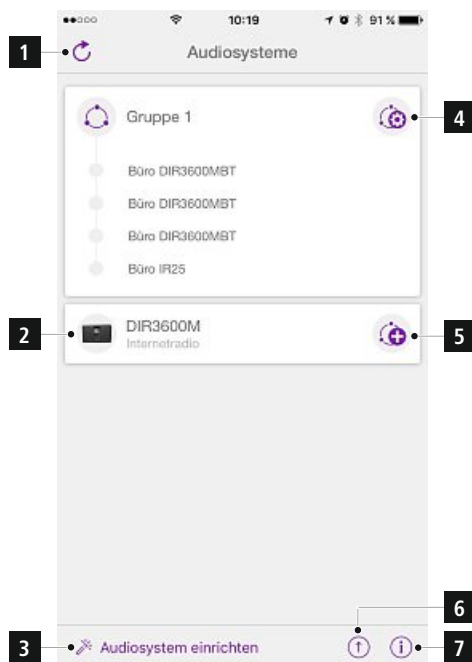 10:19 91 %
1 Audiosysteme
Gruppe 1 4
Büro DIR3600MBT
Büro DIR3600MBT
Büro DIR3600MBT
Büro IR25
2 DIR3600M 5
Internetradio
6
3 Audiosystem einrichten 7